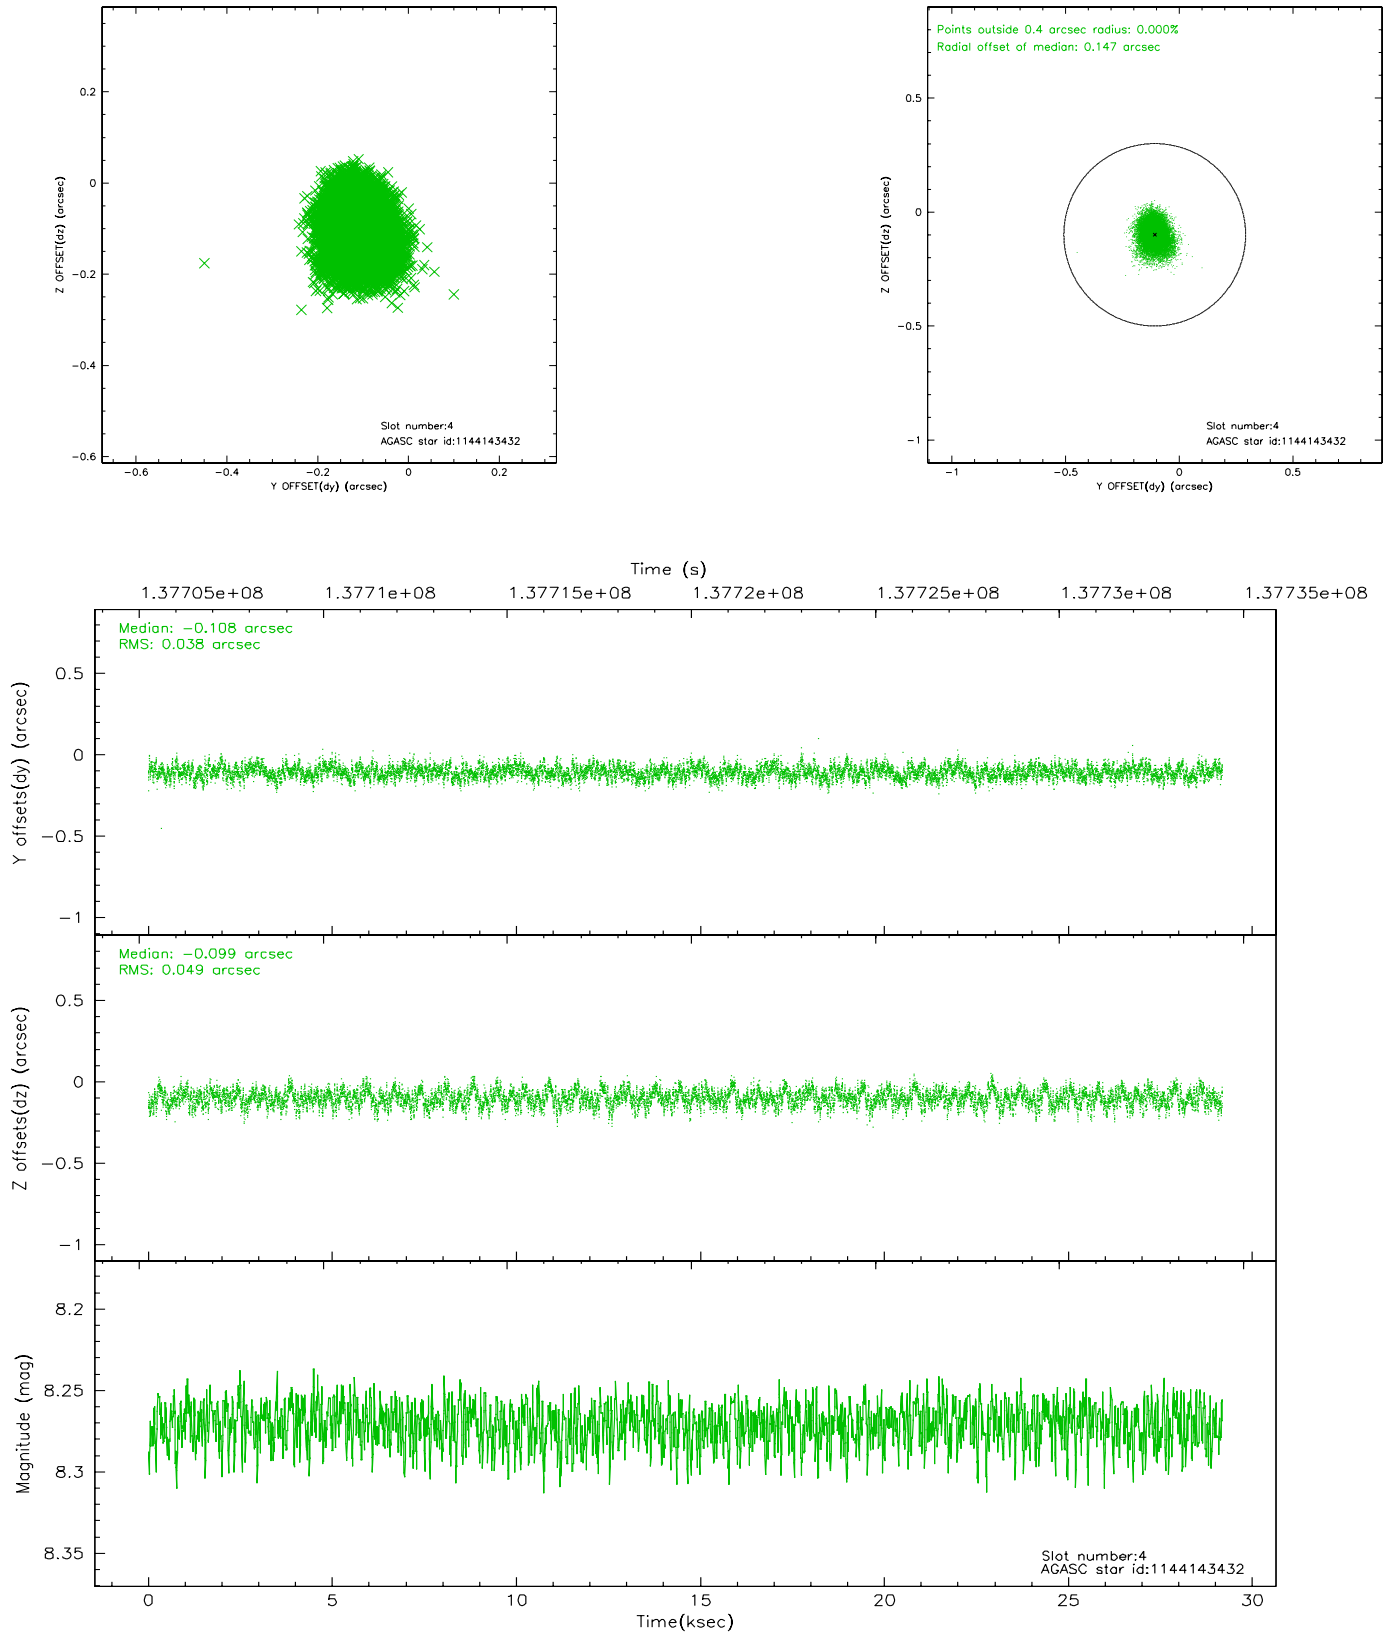 0.2
0
-0.2
-0.4
-0.6
Z OFFSET(dz) (arcsec)
Slot number:4
AGASC star id:1144143432
-0.6
-0.4
-0.2
0
0.2
Y OFFSET(dy) (arcsec)
Points outside 0.4 arcsec radius: 0.000%
Radial offset of median: 0.147 arcsec
0.5
0
-0.5
-1
Z OFFSET(dz) (arcsec)
Slot number:4
AGASC star id:1144143432
-1
-0.5
0
0.5
Y OFFSET(dy) (arcsec)
Time (s)
1.37705e+08
1.3771e+08
1.37715e+08
1.3772e+08
1.37725e+08
1.3773e+08
1.37735e+08
Median: -0.108 arcsec
RMS: 0.038 arcsec
0.5
0
-0.5
-1
Y offsets(dy) (arcsec)
Median: -0.099 arcsec
RMS: 0.049 arcsec
0.5
0
-0.5
-1
Z offsets(dz) (arcsec)
8.2
8.25
8.3
8.35
Magnitude (mag)
Slot number:4
AGASC star id:1144143432
0
5
10
15
20
25
30
Time(ksec)